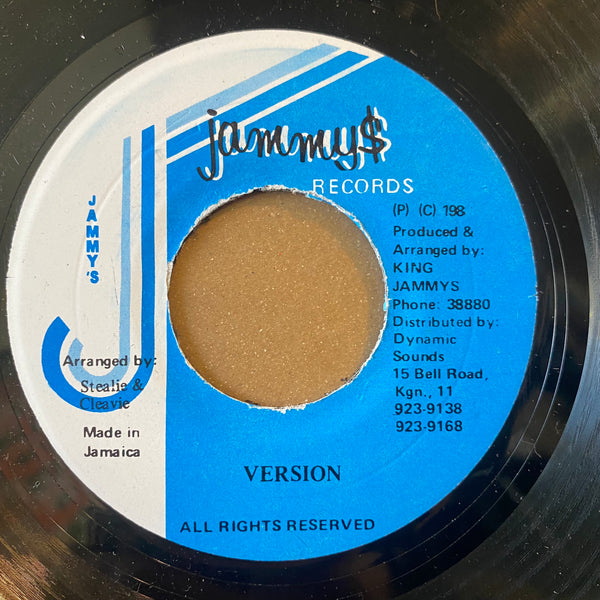 jammy$
RECORDS
JAMMY'S
(P) (C) 198
Produced &
Arranged by:
KING
JAMMYS
Phone: 38880
Distributed by:
Dynamic
Sounds
15 Bell Road,
Kgn., 11
923-9138
923-9168
Arranged by:
Stealie &
Cleavie
Made in
Jamaica
VERSION
ALL RIGHTS RESERVED